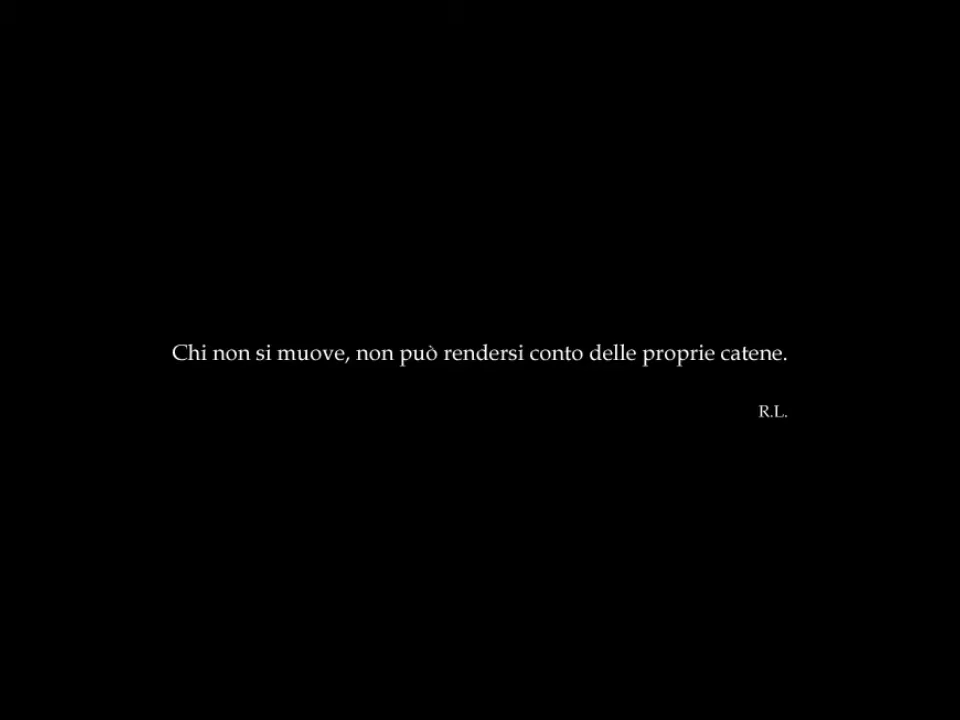 Chi non si muove, non può rendersi conto delle proprie catene.
R.L.